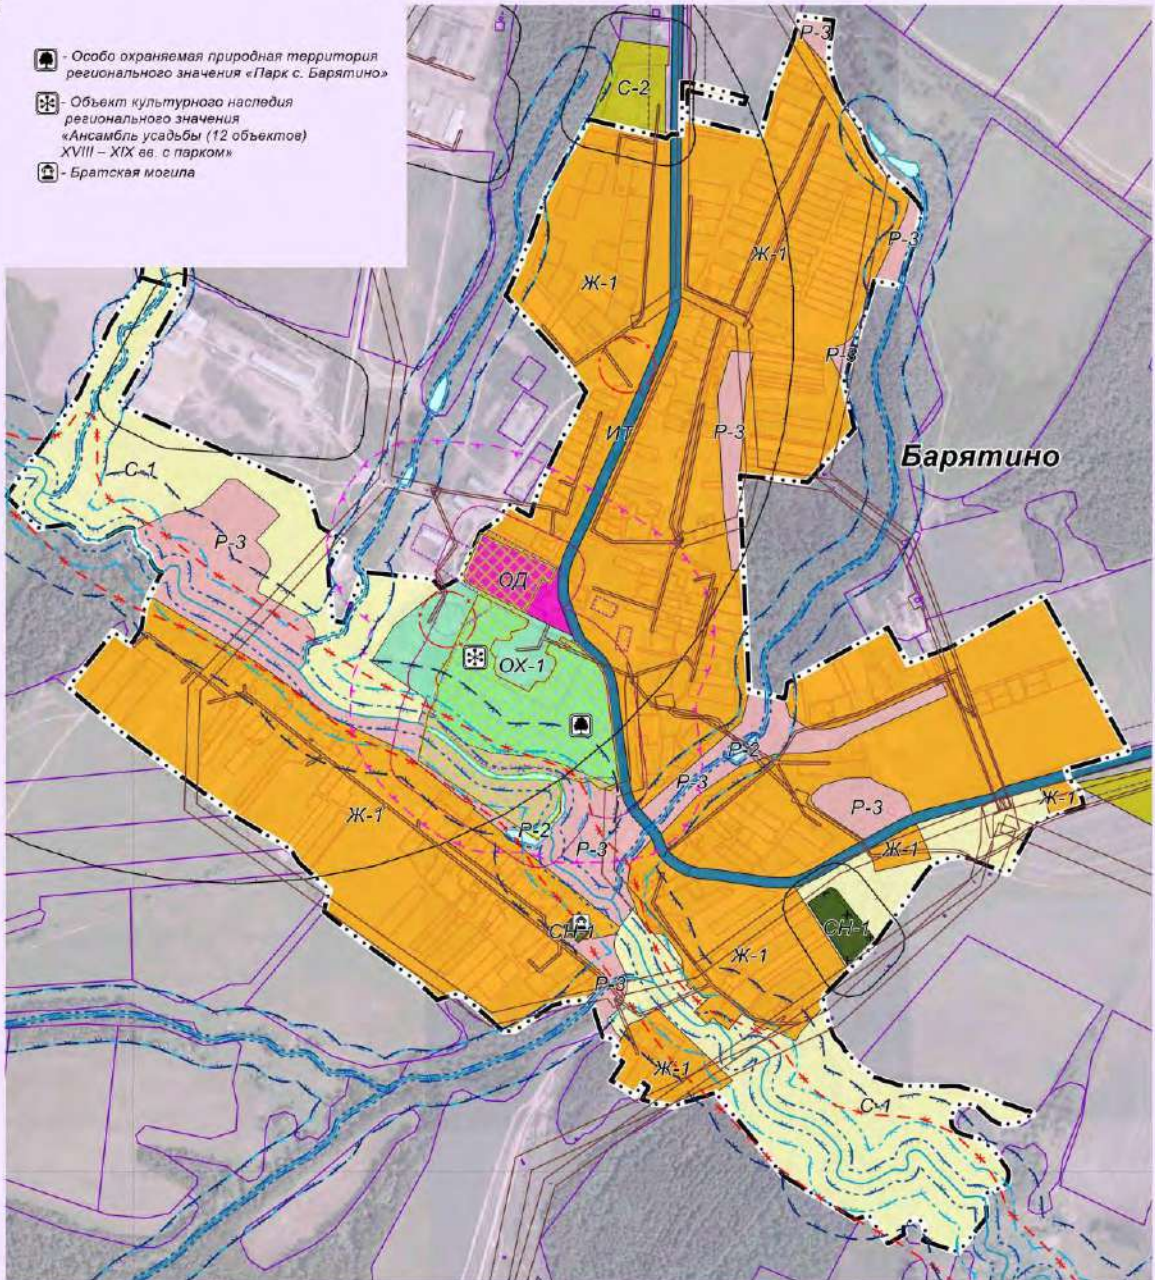 - Особо охраняемая природная территория
регионального значения «Парк с. Барятино»
- Объект культурного наследия
регионального значения
«Ансамбль усадьбы (12 объектов)
XVIII – XIX вв. с парком»
- Братская могила
Р-3
С-2
Р-3
Ж-1
Ж-1
Р-3
ИТ
Р-3
Барятино
С-1
Р-3
ОД
ОХ-1
Р-2
Р-3
Ж-1
Р-3
Ж-1
Р-2
Р-3
Ж-1
СН-1
СН-1
Ж-1
Р-3
Ж-1
С-1